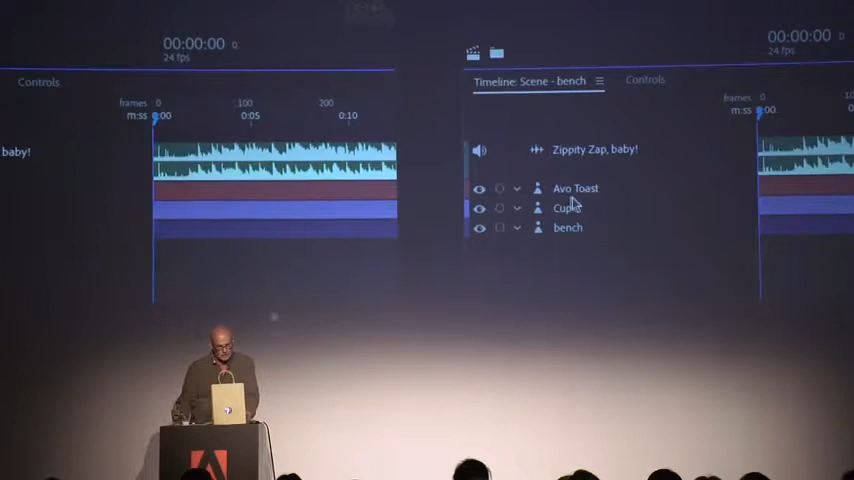 00:00:00 0
24 fps
Controls
frames 0 100 200
m:ss 0:00 0:05 0:10
baby!
Timeline: Scene - bench
Controls
Zippity Zap, baby!
Avo Toast
bench
00:00:00 0
24 fps
frames 0
m:ss 0:00